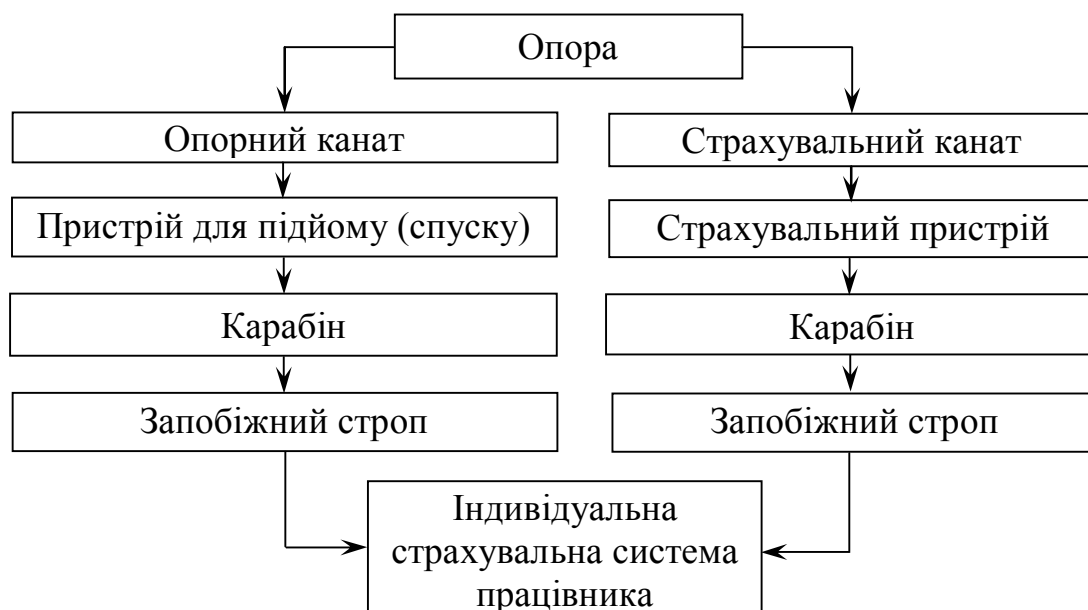 Опора
Опорний канат
Страхувальний канат
Пристрій для підйому (спуску)
Страхувальний пристрій
Карабін
Карабін
Запобіжний строп
Запобіжний строп
Індивідуальна
страхувальна система
працівника